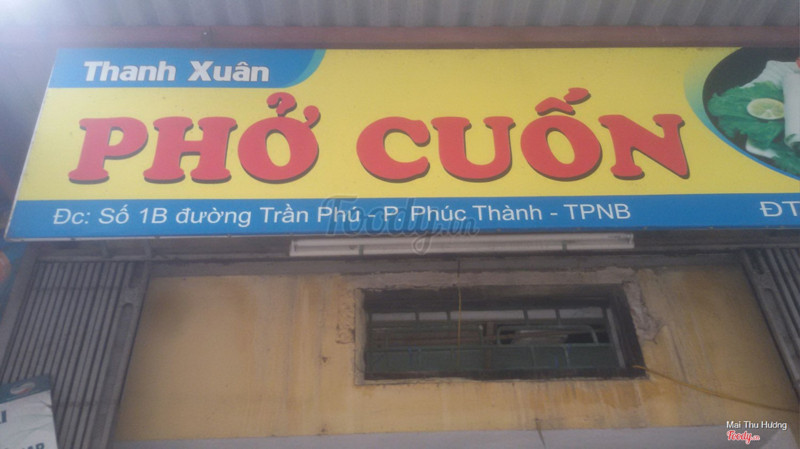 Thanh Xuân
PHỞ CUỐN
Đc: Số 1B đường Trần Phú - P. Phúc Thành - TPNB
ĐT
Foody.vn
Mai Thu Hương
Foody.vn